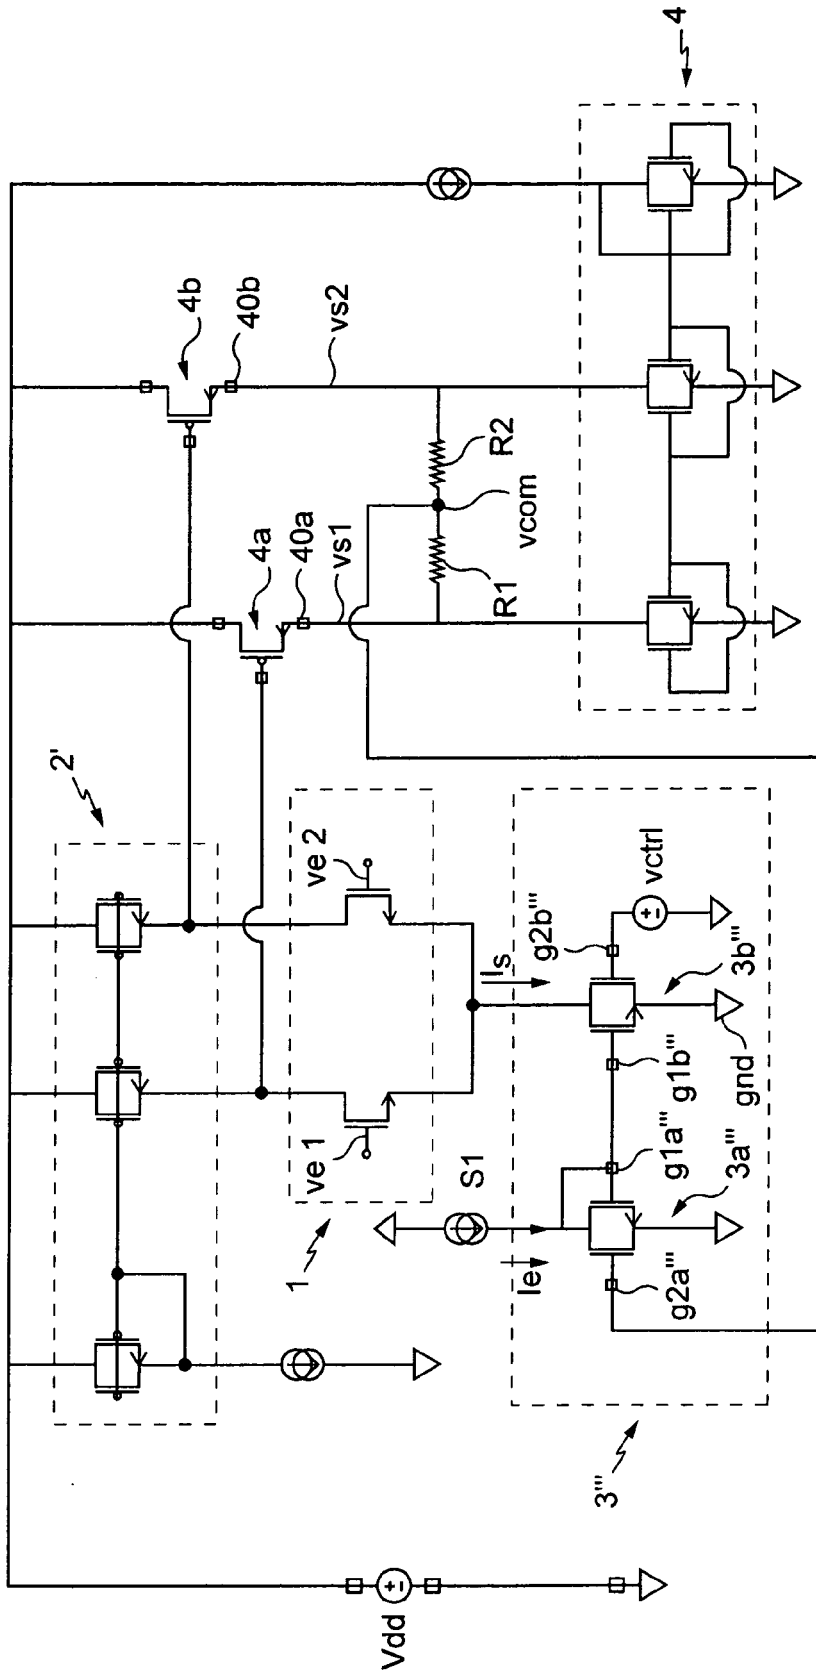 4
4b
40b
vs2
R2
vcom
4a
40a
vs1
R1
2'
ve 2
ve 1
1
Is
g2b'''
vctrl
3b'''
gnd
g1b'''
S1
g1a'''
3a'''
Ie
g2a'''
3'''
Vdd